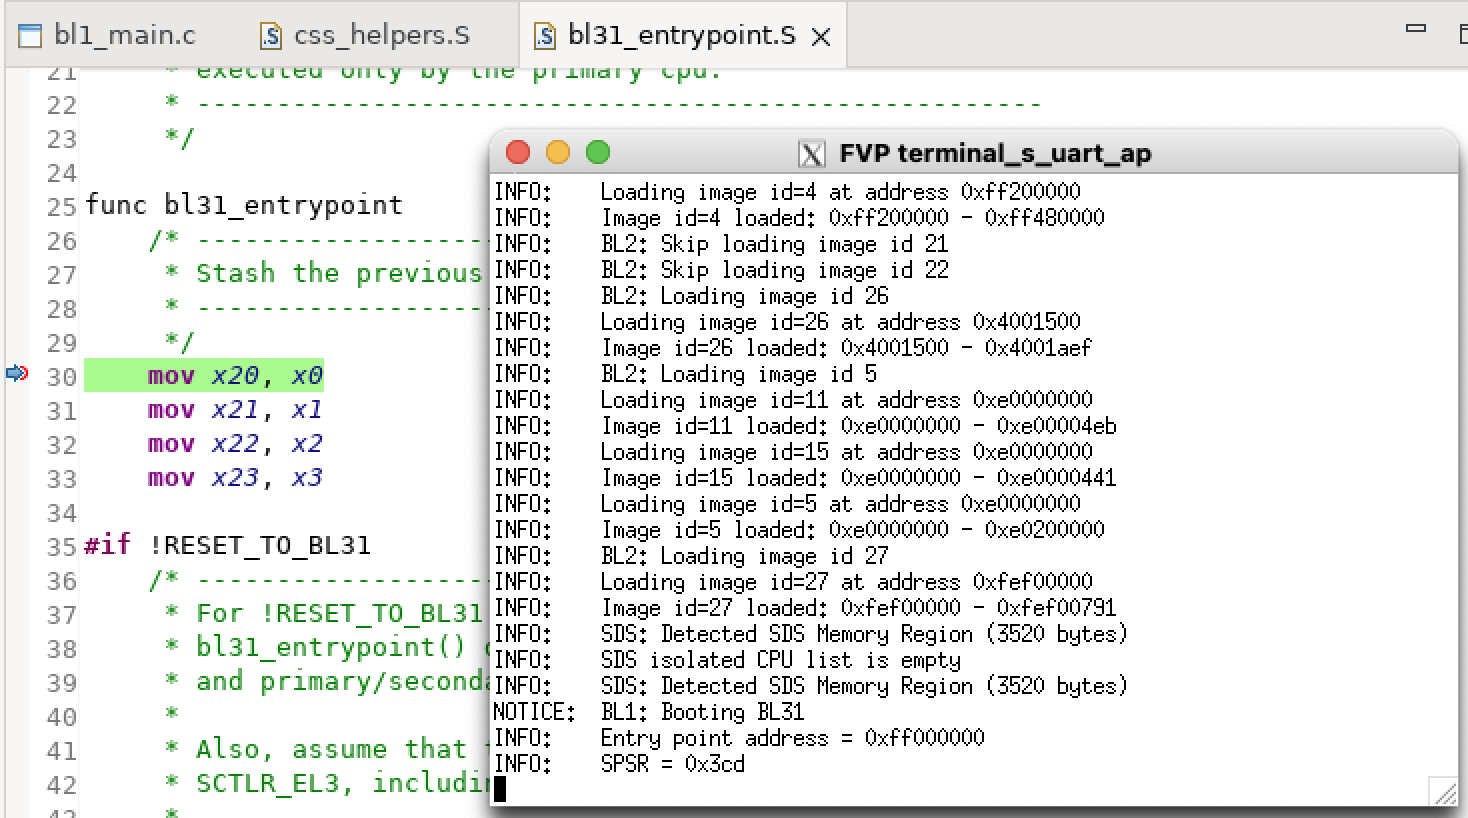 bl1_main.c css_helpers.S bl31_entrypoint.S
21 * executed only by the primary cpu.
22 * -----------------------------------------------------
23 */
24
25 func bl31_entrypoint
26 /* -------------------
27 * Stash the previous
28 * -------------------
29 */
30 mov x20, x0
31 mov x21, x1
32 mov x22, x2
33 mov x23, x3
34
35 #if !RESET_TO_BL31
36 /* -------------------
37 * For !RESET_TO_BL31
38 * bl31_entrypoint()
39 * and primary/seconda
40 *
41 * Also, assume that
42 * SCTLR_EL3, includin
FVP terminal_s_uart_ap
INFO: Loading image id=4 at address 0xff200000
INFO: Image id=4 loaded: 0xff200000 - 0xff480000
INFO: BL2: Skip loading image id 21
INFO: BL2: Skip loading image id 22
INFO: BL2: Loading image id 26
INFO: Loading image id=26 at address 0x4001500
INFO: Image id=26 loaded: 0x4001500 - 0x4001aef
INFO: BL2: Loading image id 5
INFO: Loading image id=11 at address 0xe0000000
INFO: Image id=11 loaded: 0xe0000000 - 0xe00004eb
INFO: Loading image id=15 at address 0xe0000000
INFO: Image id=15 loaded: 0xe0000000 - 0xe0000441
INFO: Loading image id=5 at address 0xe0000000
INFO: Image id=5 loaded: 0xe0000000 - 0xe0200000
INFO: BL2: Loading image id 27
INFO: Loading image id=27 at address 0xfef00000
INFO: Image id=27 loaded: 0xfef00000 - 0xfef00791
INFO: SDS: Detected SDS Memory Region (3520 bytes)
INFO: SDS isolated CPU list is empty
INFO: SDS: Detected SDS Memory Region (3520 bytes)
NOTICE: BL1: Booting BL31
INFO: Entry point address = 0xff000000
INFO: SPSR = 0x3cd